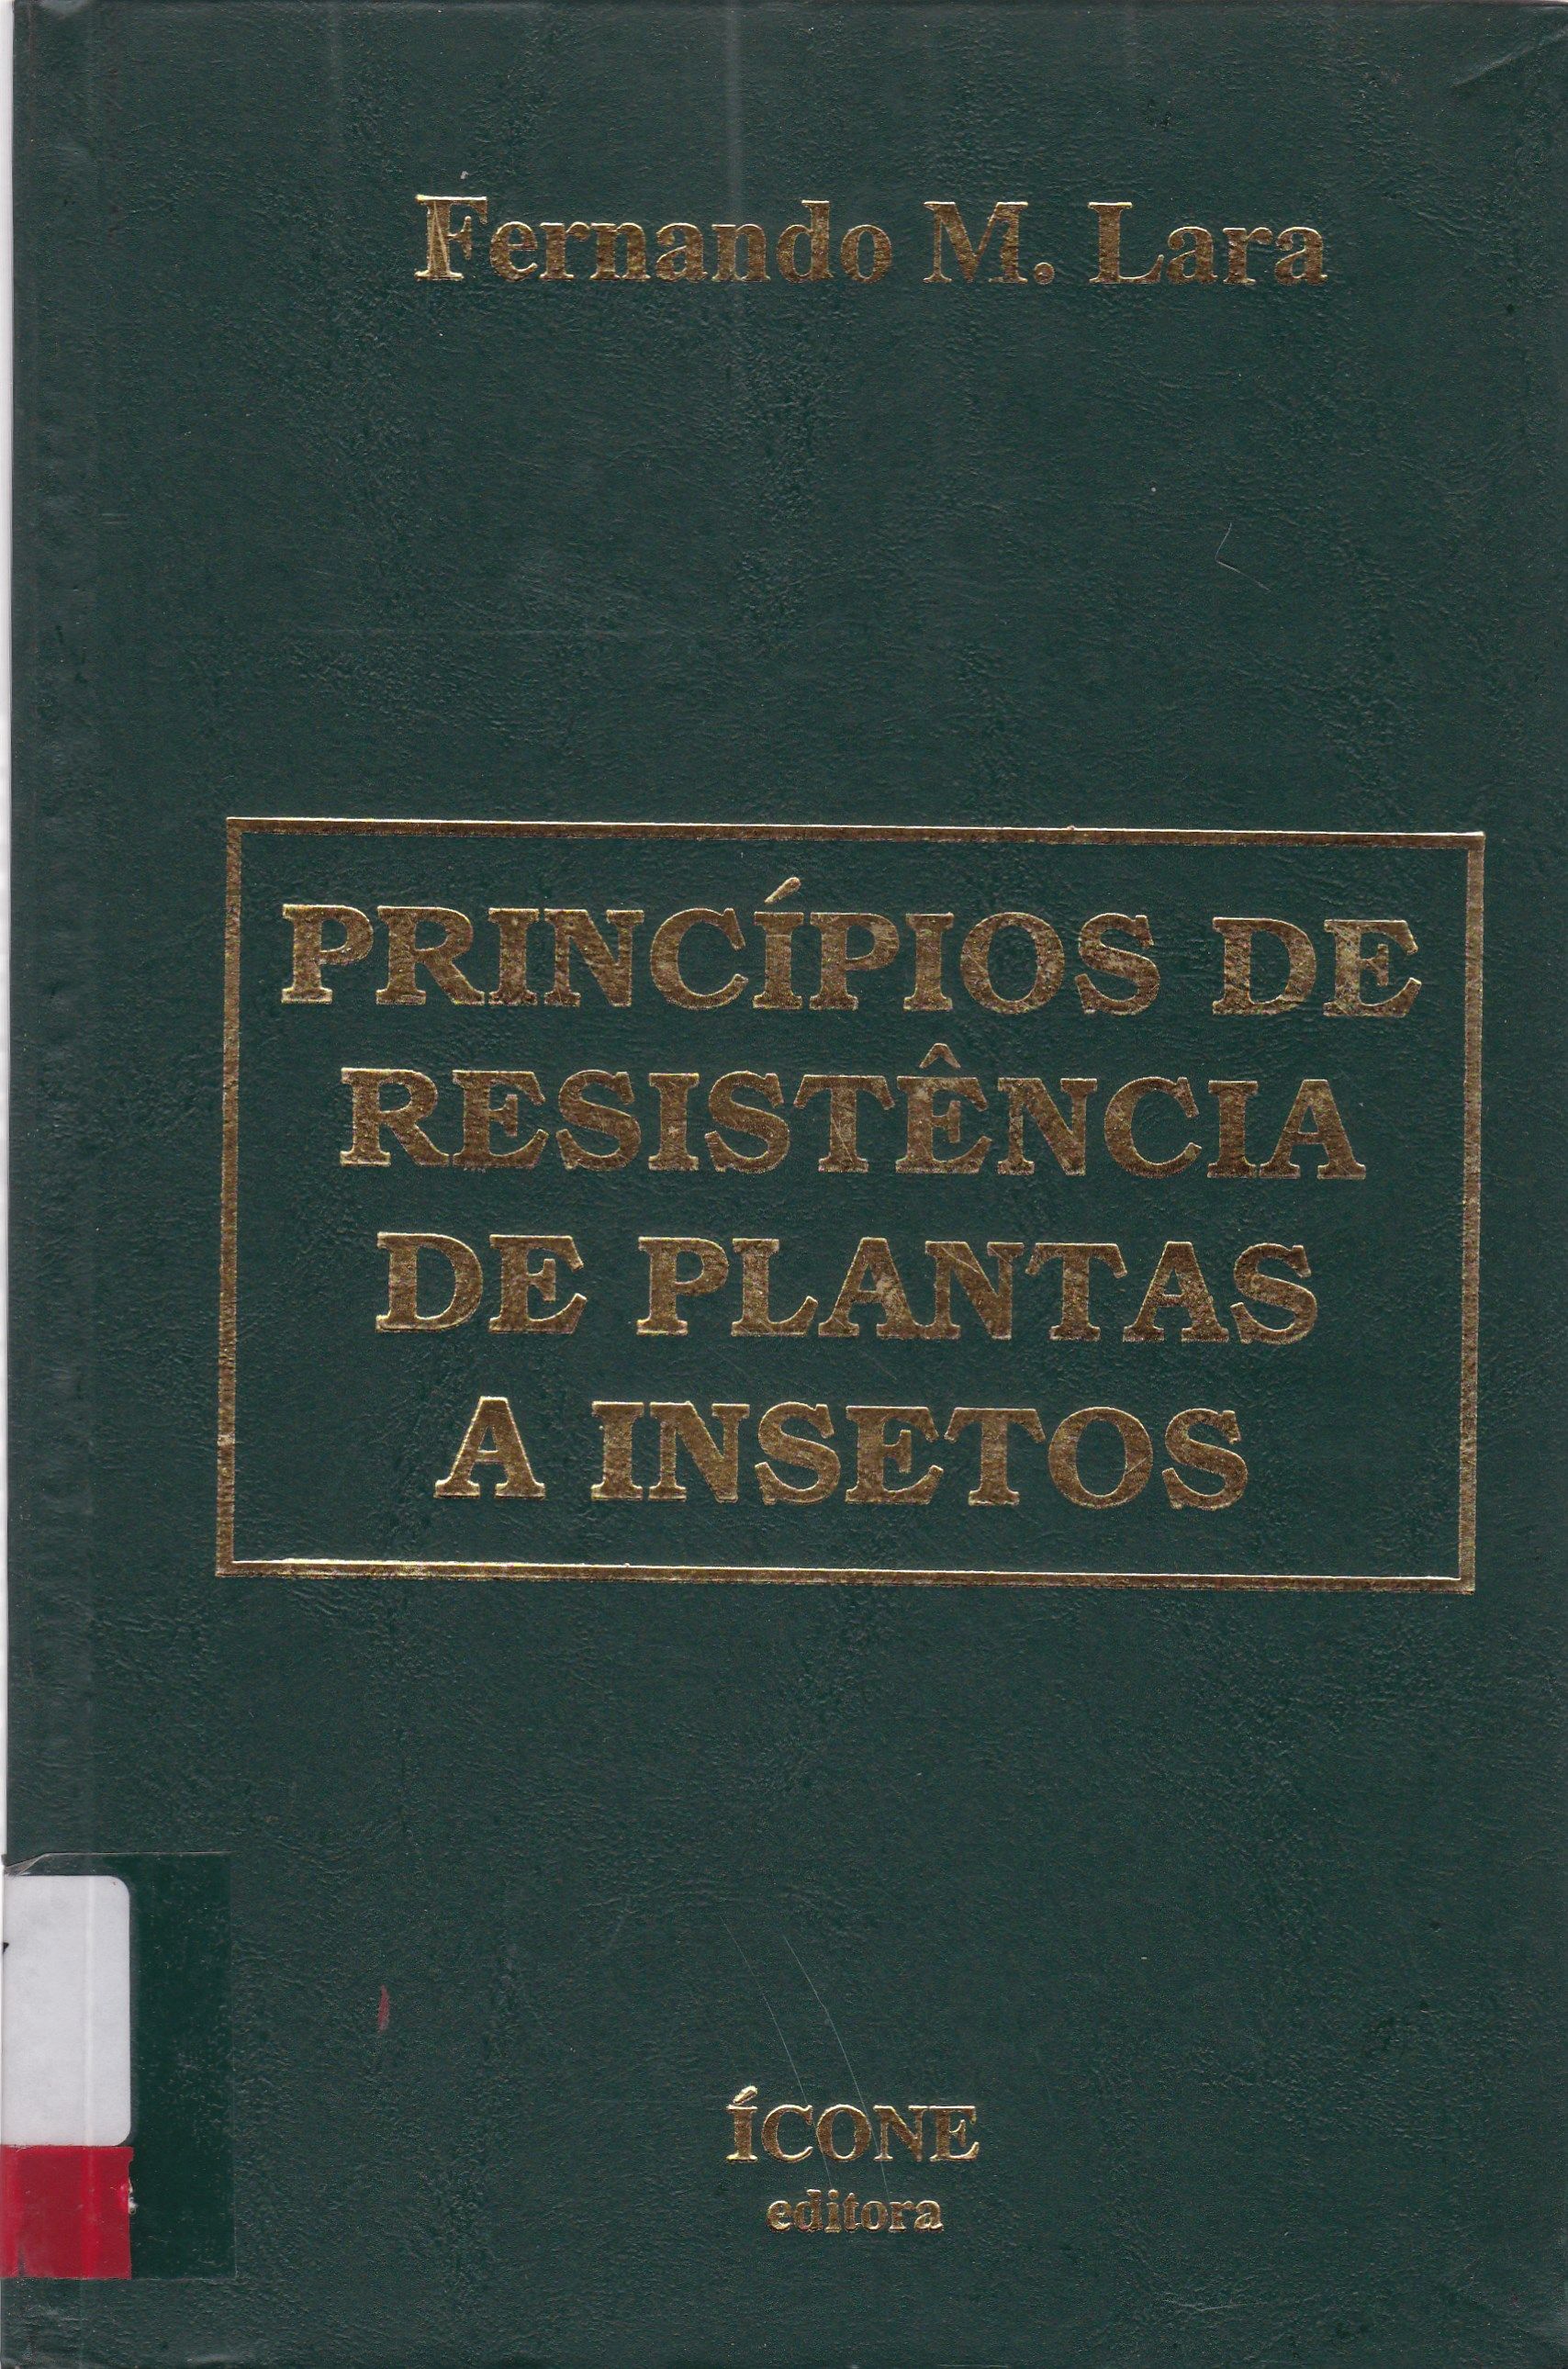 Fernando M. Lara
PRINCÍPIOS DE
RESISTÊNCIA
DE PLANTAS
A INSETOS
ÍCONE
editora